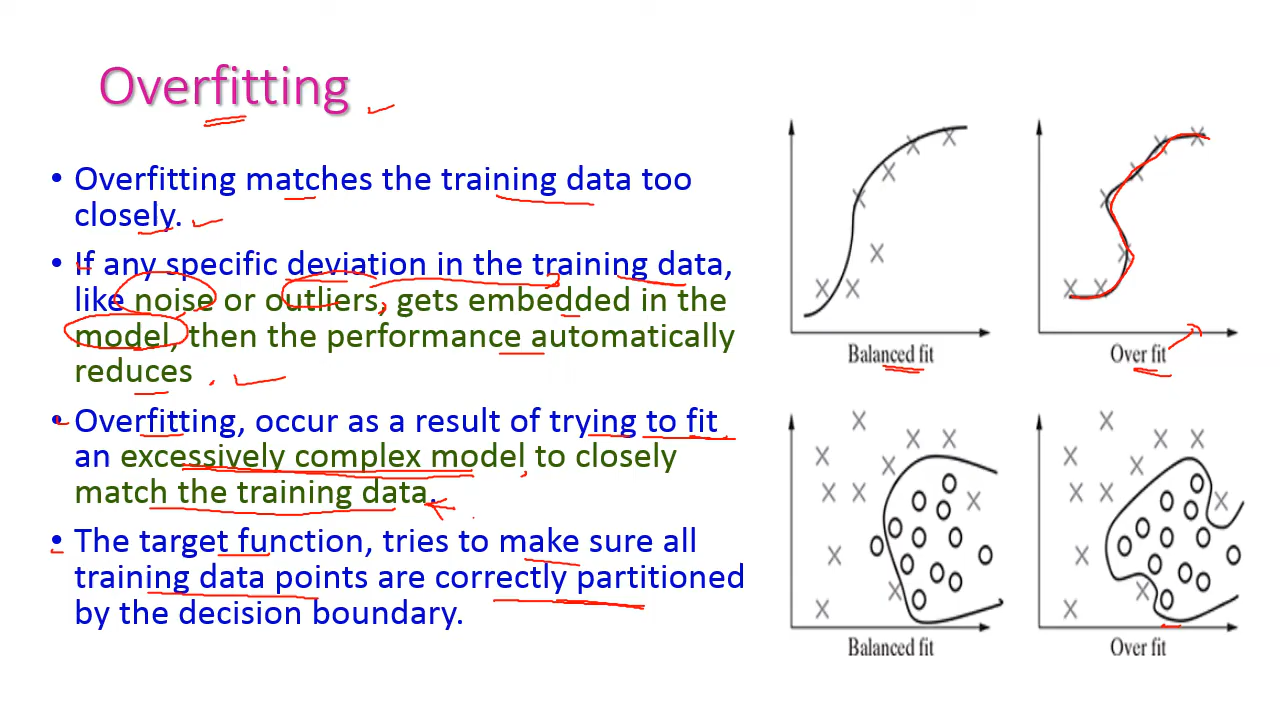 Overfitting
• Overfitting matches the training data too
closely.
• If any specific deviation in the training data,
like noise or outliers, gets embedded in the
model, then the performance automatically
reduces .
• Overfitting, occur as a result of trying to fit
an excessively complex model to closely
match the training data.
• The target function, tries to make sure all
training data points are correctly partitioned
by the decision boundary.
Balanced fit
Over fit
Balanced fit
Over fit